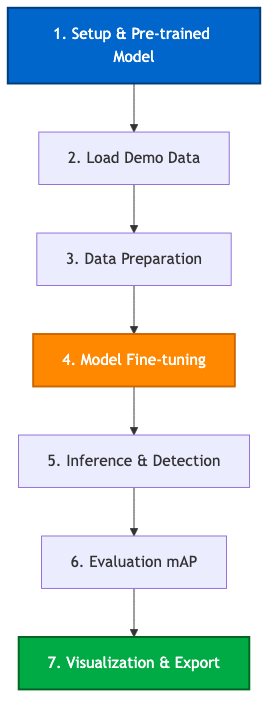 1. Setup & Pre-trained
Model
2. Load Demo Data
3. Data Preparation
4. Model Fine-tuning
5. Inference & Detection
6. Evaluation mAP
7. Visualization & Export